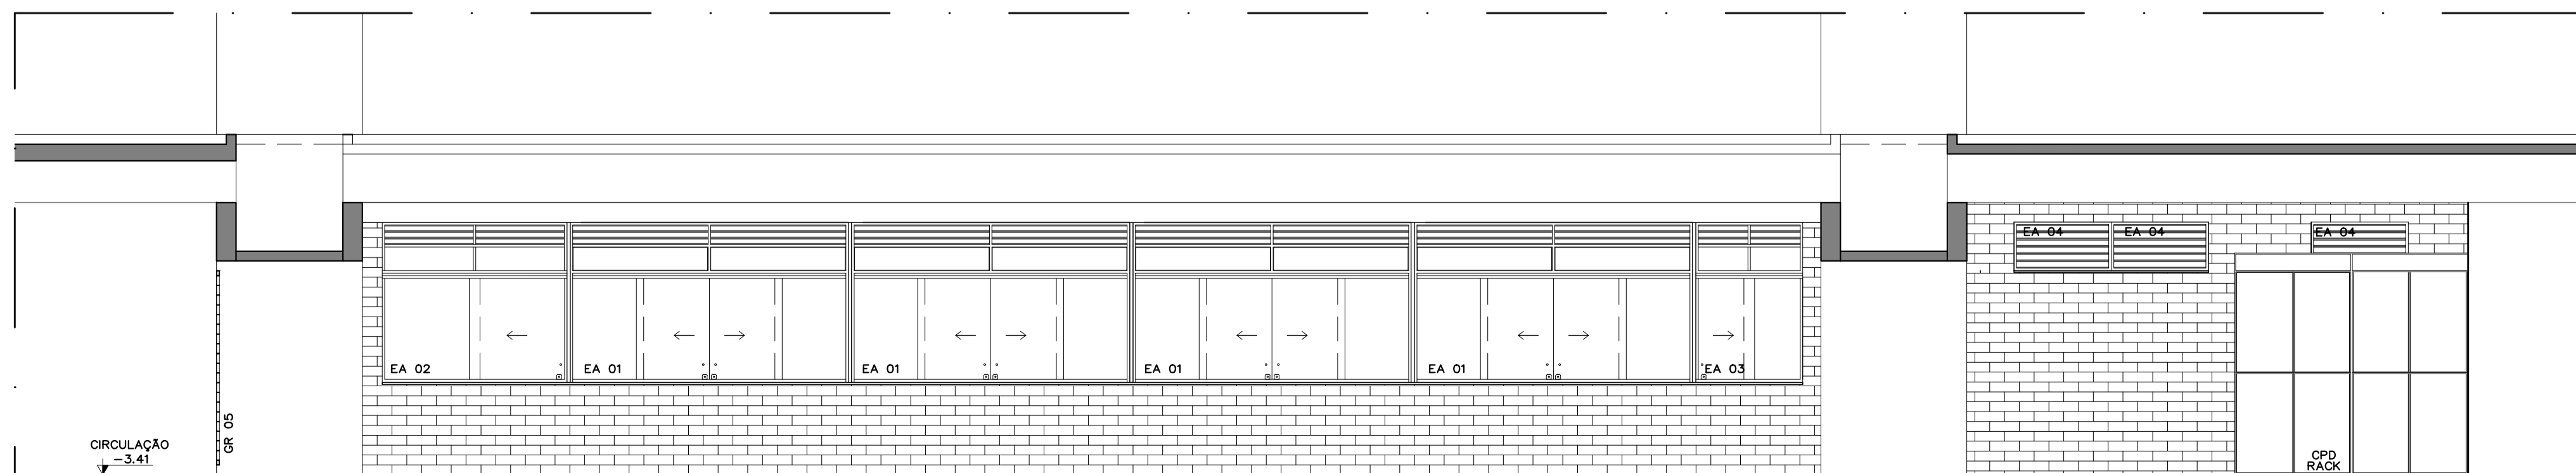 EA 04 EA 04 EA 04
EA 02 EA 01 EA 01 EA 01 EA 01 EA 03
GR 05
CIRCULAÇÃO
-3.41
CPD
RACK